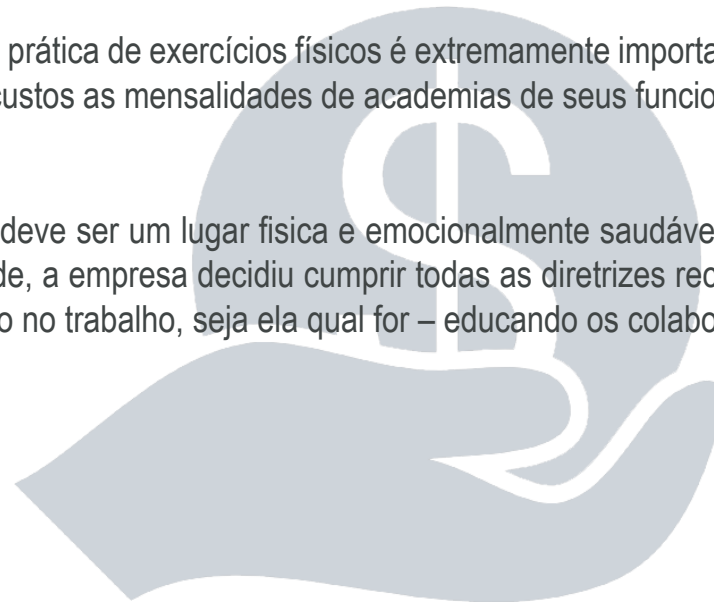 prática de exercícios físicos é extremamente importa
custos as mensalidades de academias de seus funcio
deve ser um lugar fisica e emocionalmente saudáve
de, a empresa decidiu cumprir todas as diretrizes rec
o no trabalho, seja ela qual for – educando os colabo